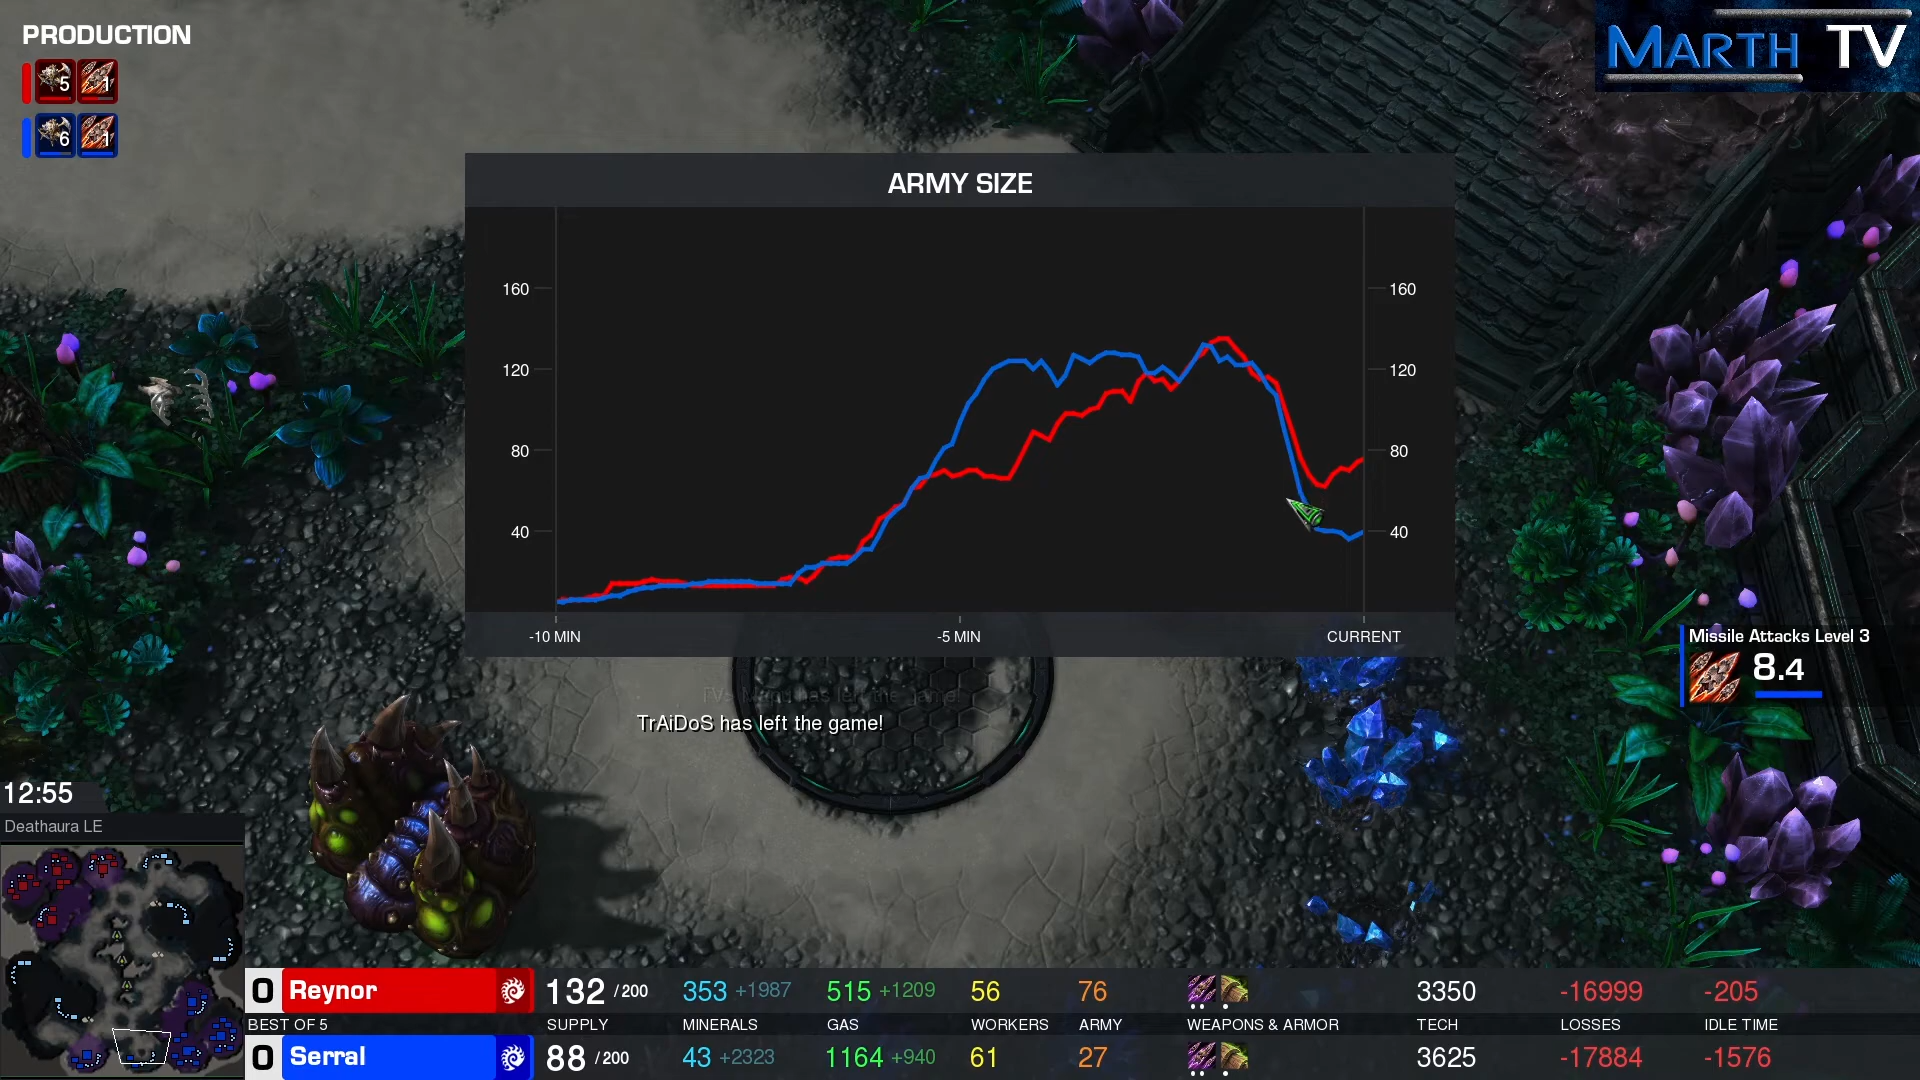 PRODUCTION
5 1
6 1
MARTH TV
ARMY SIZE
160 160
120 120
80 80
40 40
-10 MIN -5 MIN CURRENT
Missile Attacks Level 3
8.4
has left the game!
TrAiDoS has left the game!
12:55
Deathaura LE
0 Reynor 132 /200 353 +1987 515 +1209 56 76 3350 -16999 -205
BEST OF 5 SUPPLY MINERALS GAS WORKERS ARMY WEAPONS & ARMOR TECH LOSSES IDLE TIME
0 Serral 88 /200 43 +2323 1164 +940 61 27 3625 -17884 -1576